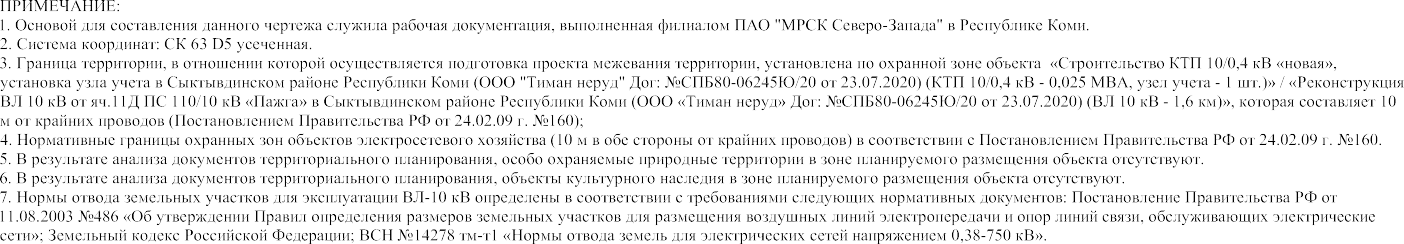 ПРИМЕЧАНИЕ:
1. Основой для составления данного чертежа служила рабочая документация, выполненная филиалом ПАО "МРСК Северо-Запада" в Республике Коми.
2. Система координат: СК 63 D5 усеченная.
3. Граница территории, в отношении которой осуществляется подготовка проекта межевания территории, установлена по охранной зоне объекта «Строительство КТП 10/0,4 кВ «новая»,
установка узла учета в Сыктывдинском районе Республики Коми (ООО "Тиман неруд" Дог: №СПБ80-06245Ю/20 от 23.07.2020) (КТП 10/0,4 кВ - 0,025 МВА, узел учета - 1 шт.)» / «Реконструкция
ВЛ 10 кВ от яч.11Д ПС 110/10 кВ «Пажга» в Сыктывдинском районе Республики Коми (ООО «Тиман неруд» Дог: №СПБ80-06245Ю/20 от 23.07.2020) (ВЛ 10 кВ - 1,6 км)», которая составляет 10
м от крайних проводов (Постановлением Правительства РФ от 24.02.09 г. №160);
4. Нормативные границы охранных зон объектов электросетевого хозяйства (10 м в обе стороны от крайних проводов) в соответствии с Постановлением Правительства РФ от 24.02.09 г. №160.
5. В результате анализа документов территориального планирования, особо охраняемые природные территории в зоне планируемого размещения объекта отсутствуют.
6. В результате анализа документов территориального планирования, объекты культурного наследия в зоне планируемого размещения объекта отсутствуют.
7. Нормы отвода земельных участков для эксплуатации ВЛ-10 кВ определены в соответствии с требованиями следующих нормативных документов: Постановление Правительства РФ от
11.08.2003 №486 «Об утверждении Правил определения размеров земельных участков для размещения воздушных линий электропередачи и опор линий связи, обслуживающих электрические
сети»; Земельный кодекс Российской Федерации; ВСН №14278 тм-т1 «Нормы отвода земель для электрических сетей напряжением 0,38-750 кВ».